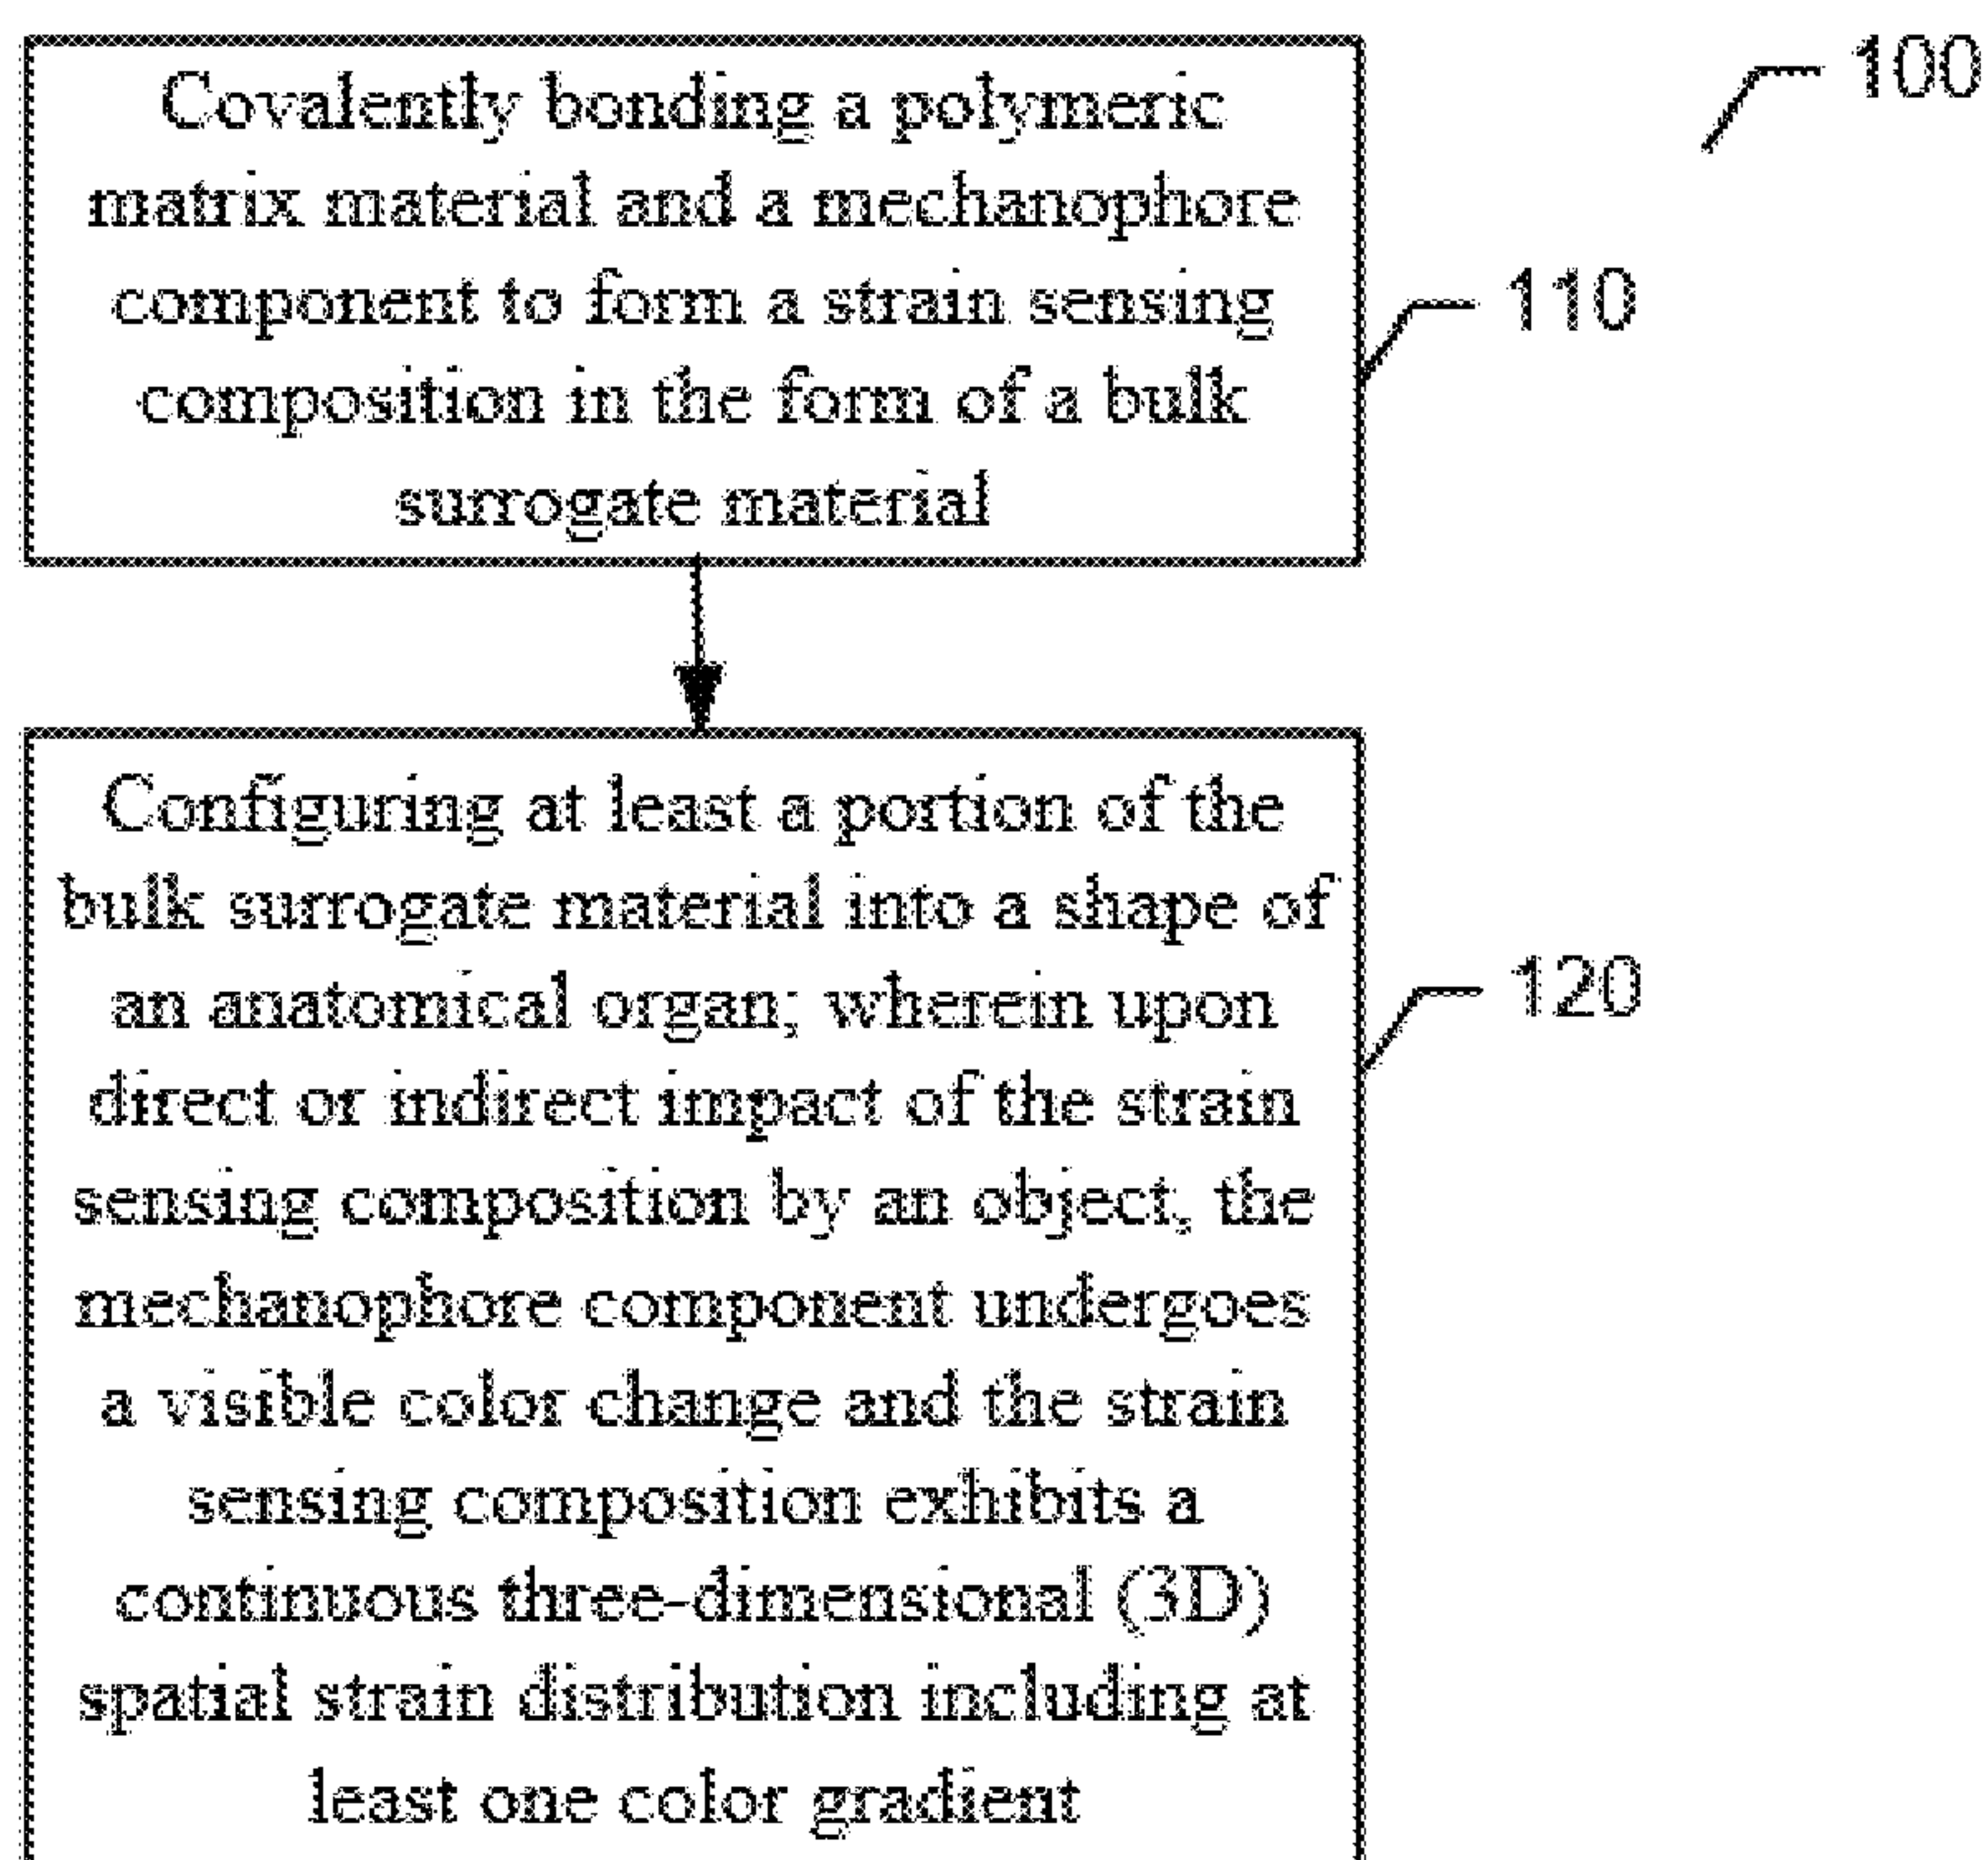 Covalently bonding a polymeric
matrix material and a mechanophore
component to form a strain sensing
composition in the form of a bulk
surrogate material
100
110
Configuring at least a portion of the
bulk surrogate material into a shape of
an anatomical organ; wherein upon
direct or indirect impact of the strain
sensing composition by an object, the
mechanophore component undergoes
a visible color change and the strain
sensing composition exhibits a
continuous three-dimensional (3D)
spatial strain distribution including at
least one color gradient
120